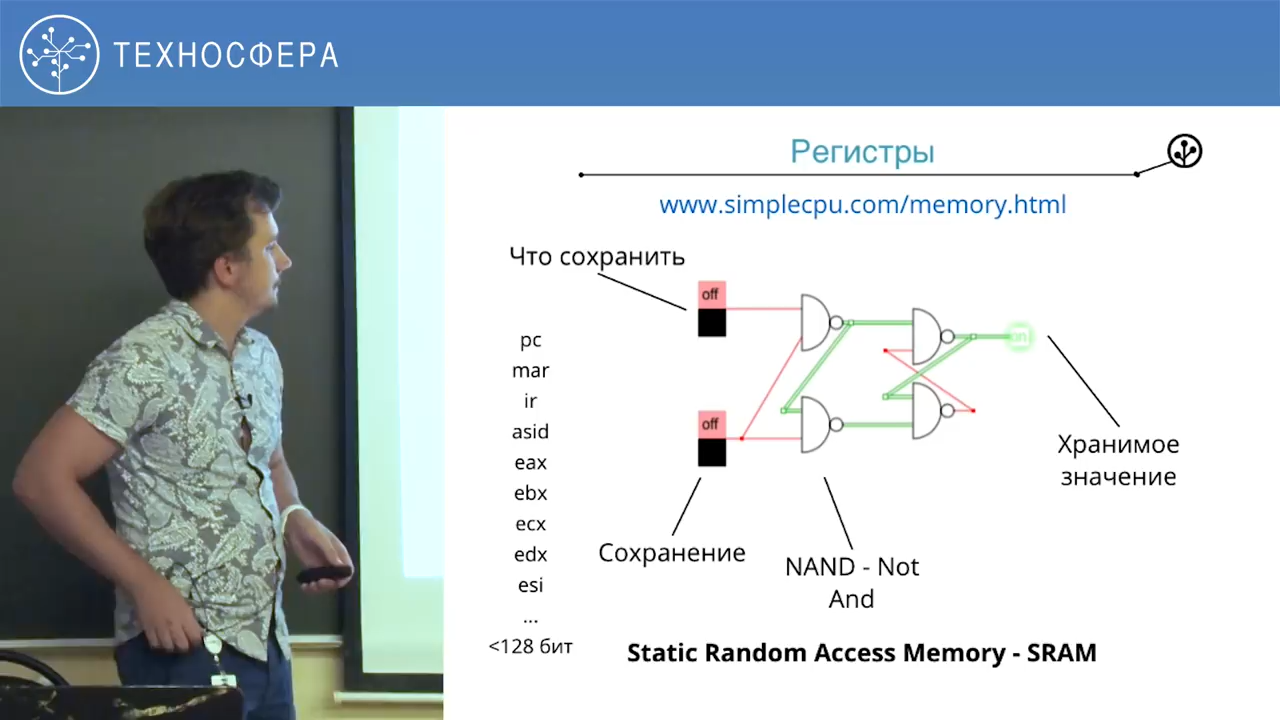 ТЕХНОСФЕРА
Регистры
www.simplecpu.com/memory.html
Что сохранить
off
pc
mar
ir
asid
eax
ebx
ecx
edx
esi
...
<128 бит
off
on
Хранимое
значение
Сохранение
NAND - Not
And
Static Random Access Memory - SRAM